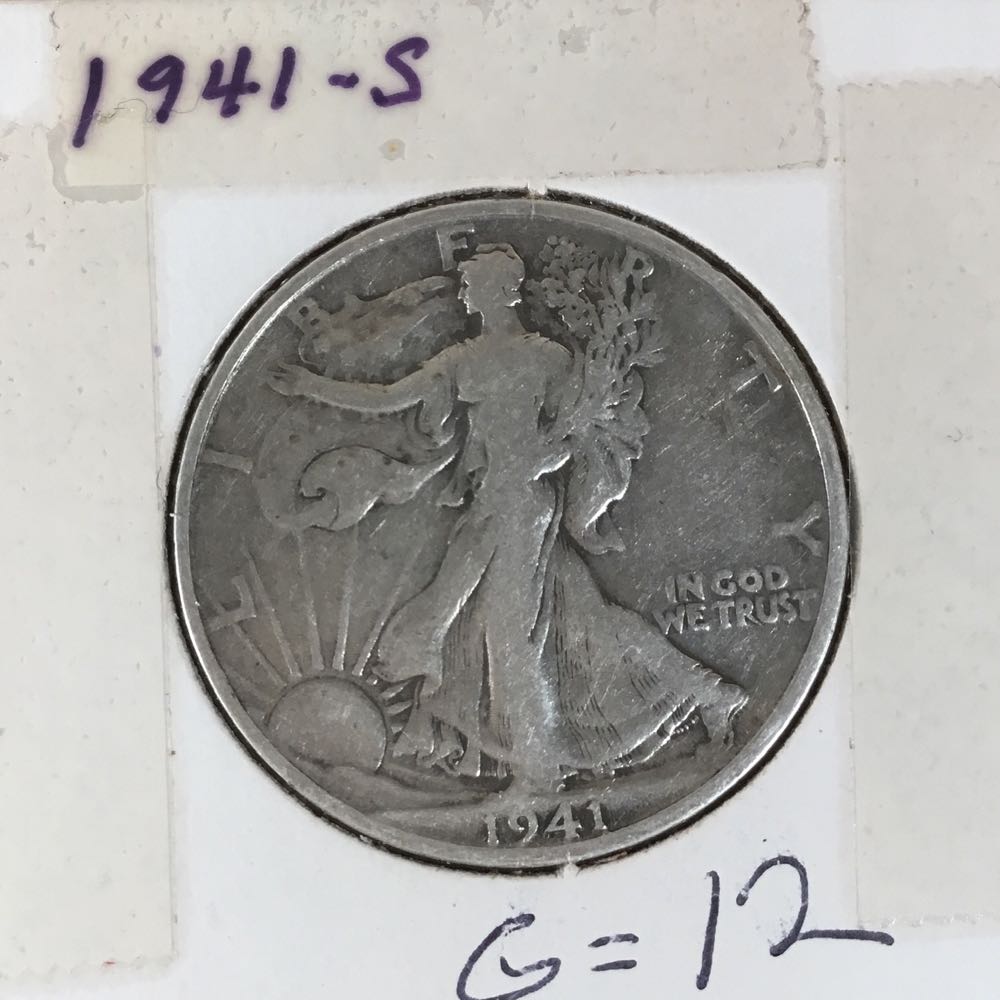 1941-S
LIBERTY
IN GOD
WE TRUST
1941
G=12